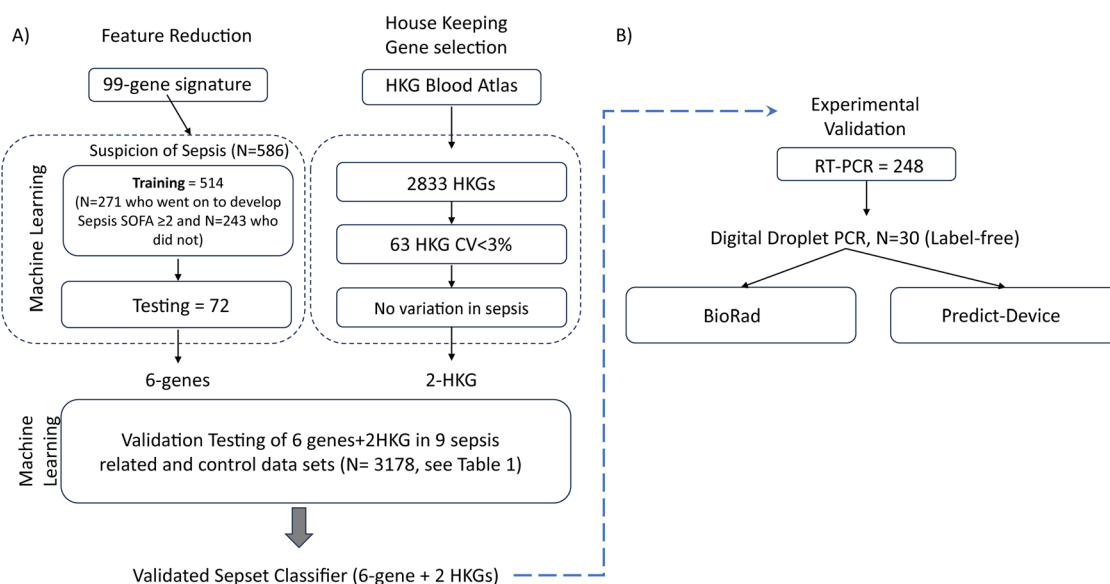 A)
Feature Reduction
99-gene signature
Suspicion of Sepsis (N=586)
Machine Learning
Training = 514
(N=271 who went on to develop
Sepsis SOFA ≥2 and N=243 who
did not)
Testing = 72
6-genes
House Keeping
Gene selection
HKG Blood Atlas
2833 HKGs
63 HKG CV<3%
No variation in sepsis
2-HKG
Machine
Learning
Validation Testing of 6 genes+2HKG in 9 sepsis
related and control data sets (N= 3178, see Table 1)
Validated Sepset Classifier (6-gene + 2 HKGs)
B)
Experimental
Validation
RT-PCR = 248
Digital Droplet PCR, N=30 (Label-free)
BioRad
Predict-Device